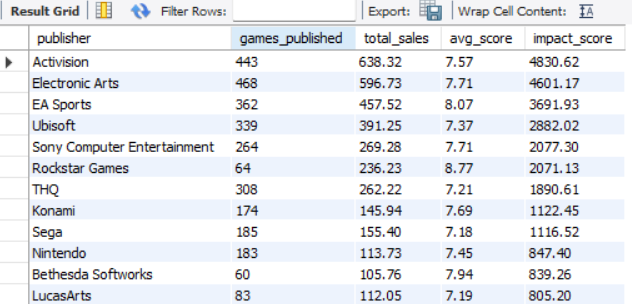 Result Grid Filter Rows: Export: Wrap Cell Content: IA
publisher games_published total_sales avg_score impact_score
Activision 443 638.32 7.57 4830.62
Electronic Arts 468 596.73 7.71 4601.17
EA Sports 362 457.52 8.07 3691.93
Ubisoft 339 391.25 7.37 2882.02
Sony Computer Entertainment 264 269.28 7.71 2077.30
Rockstar Games 64 236.23 8.77 2071.13
THQ 308 262.22 7.21 1890.61
Konami 174 145.94 7.69 1122.45
Sega 185 155.40 7.18 1116.52
Nintendo 183 113.73 7.45 847.40
Bethesda Softworks 60 105.76 7.94 839.26
LucasArts 83 112.05 7.19 805.20